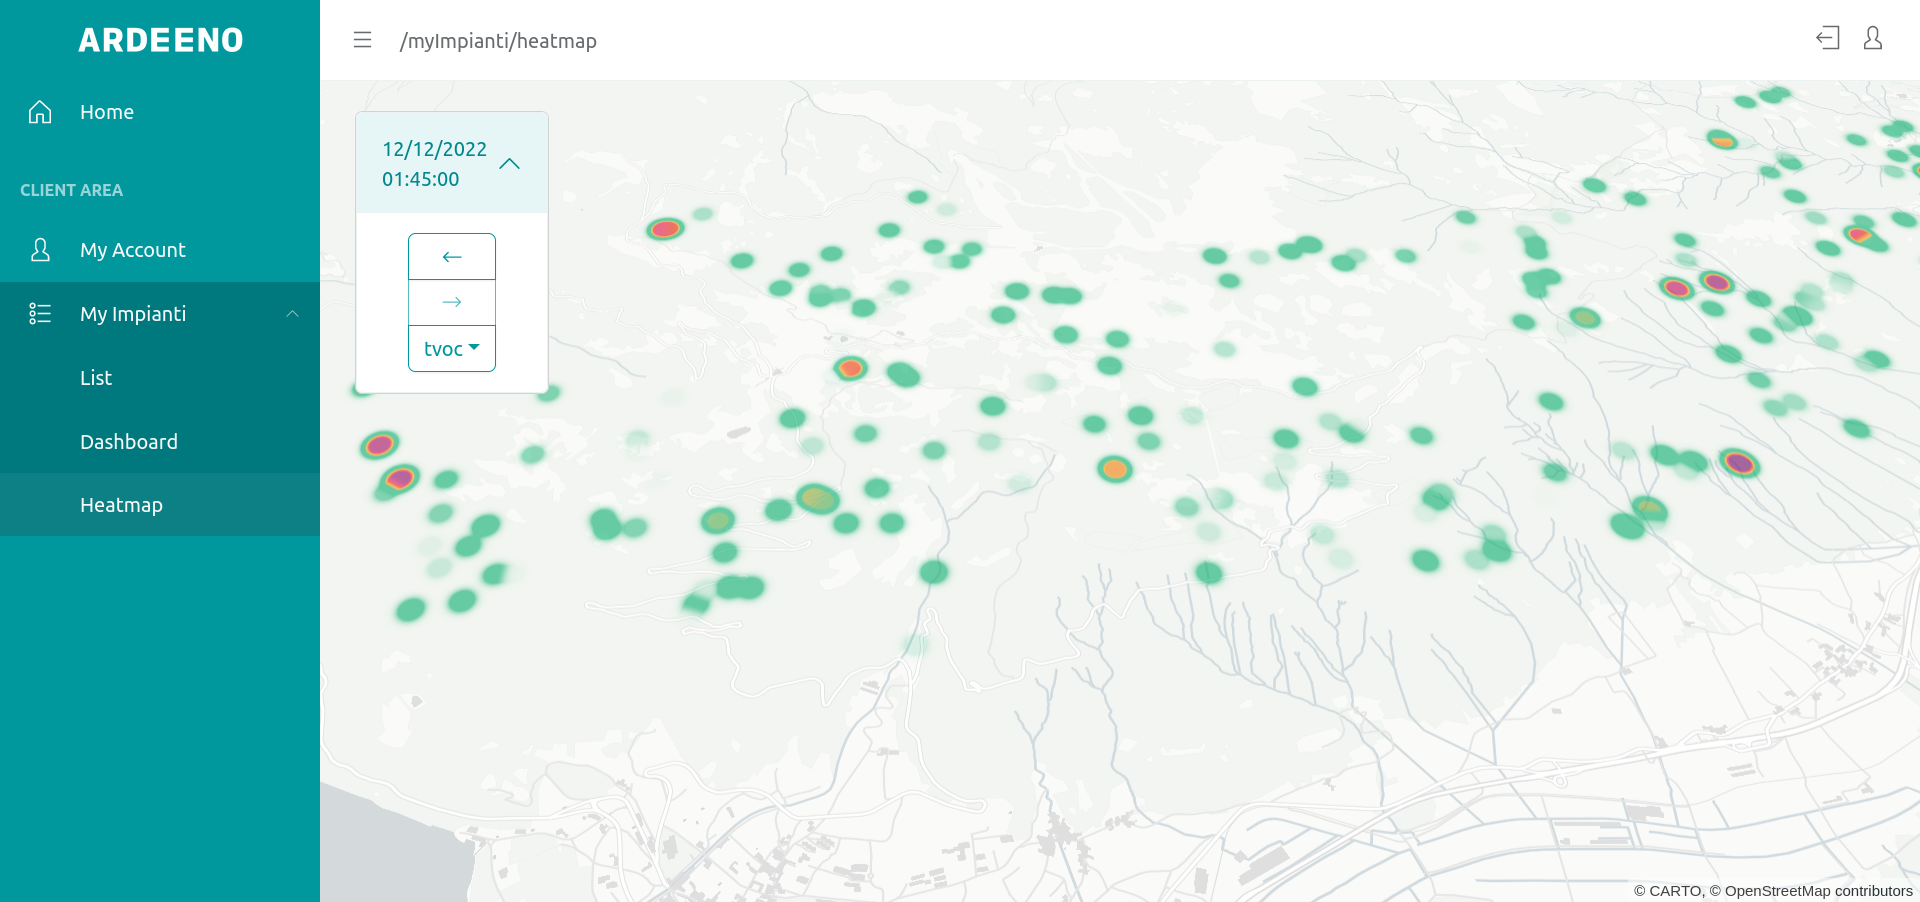 ARDEENO
/myImpianti/heatmap
Home
12/12/2022
01:45:00
CLIENT AREA
My Account
My Impianti
tvoc
List
Dashboard
Heatmap
© CARTO, © OpenStreetMap contributors